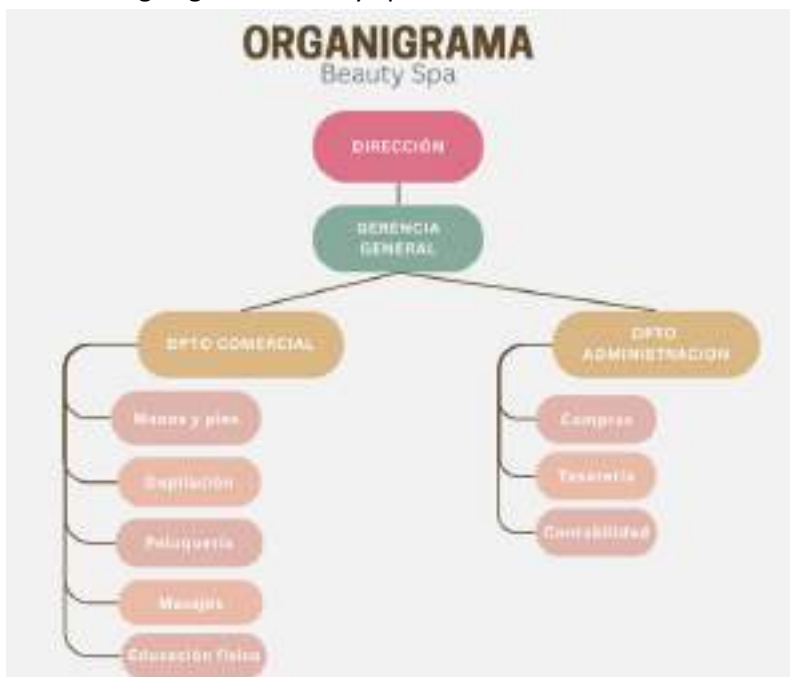 ORGANIGRAMA
Beauty Spa
DIRECCIÓN
GERENCIA
GENERAL
DPTO COMERCIAL
DPTO
ADMINISTRACION
Manos y pies
Depilación
Peluquería
Masajes
Educación física
Compras
Tesorería
Contabilidad